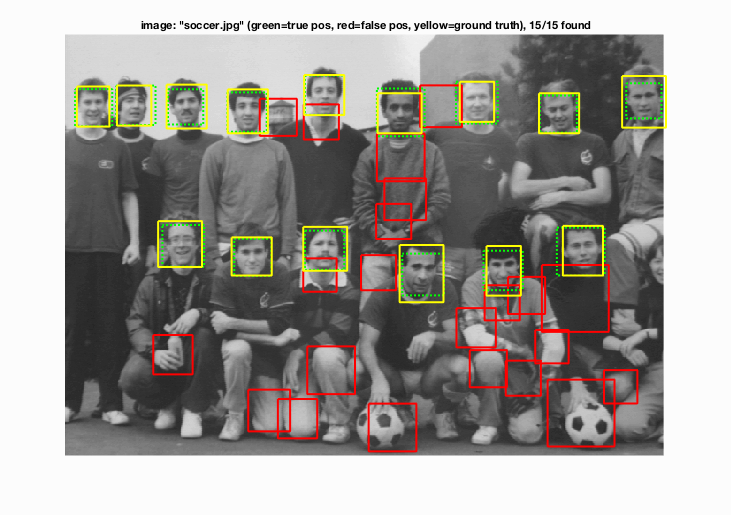 image: "soccer.jpg" (green=true pos, red=false pos, yellow=ground truth), 15/15 found